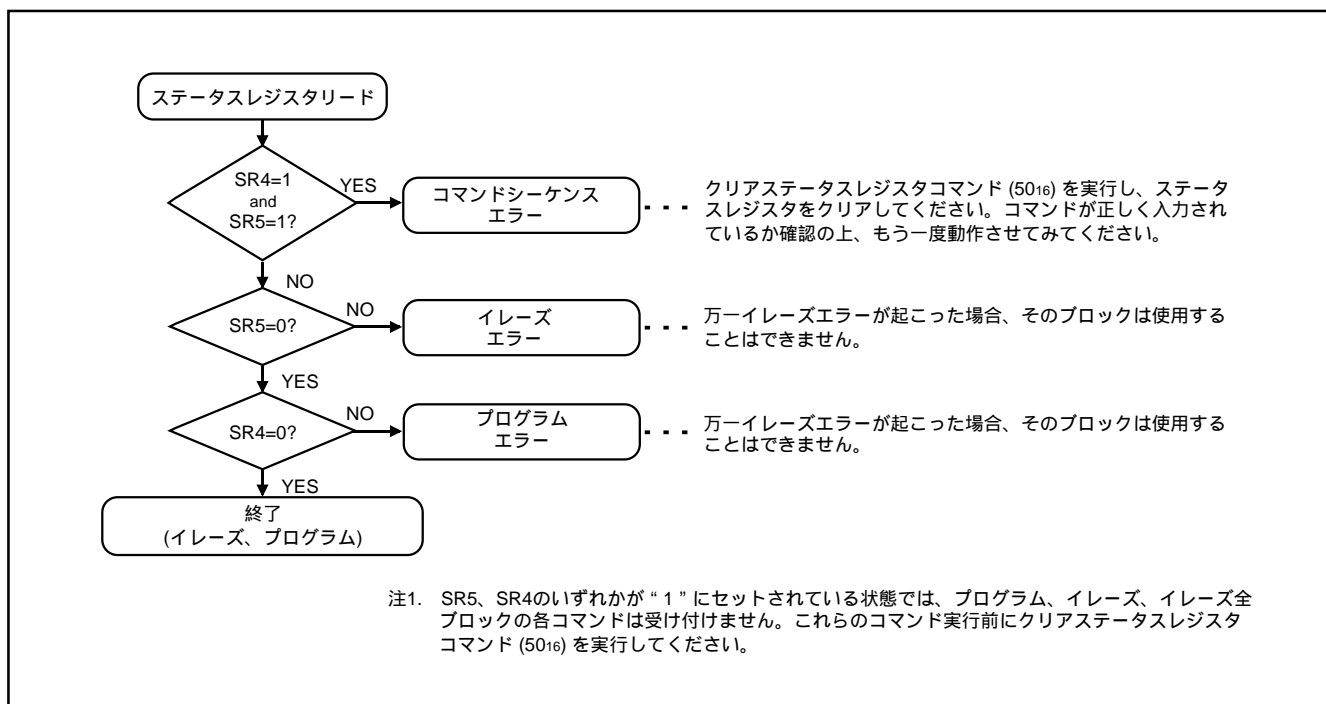 ステータスレジスタリード
SR4=1
and
SR5=1?
YES
コマンドシーケンス
エラー
クリアステータスレジスタコマンド (5016) を実行し、ステータ
スレジスタをクリアしてください。コマンドが正しく入力され
ているか確認の上、もう一度動作させてみてください。
NO
SR5=0?
NO
イレーズ
エラー
万一イレーズエラーが起こった場合、そのブロックは使用する
ことはできません。
YES
SR4=0?
NO
プログラム
エラー
万一イレーズエラーが起こった場合、そのブロックは使用する
ことはできません。
YES
終了
(イレーズ、プログラム)
注1. SR5、SR4のいずれかが “ 1 ” にセットされている状態では、プログラム、イレーズ、イレーズ全
ブロックの各コマンドは受け付けません。これらのコマンド実行前にクリアステータスレジスタ
コマンド (5016) を実行してください。